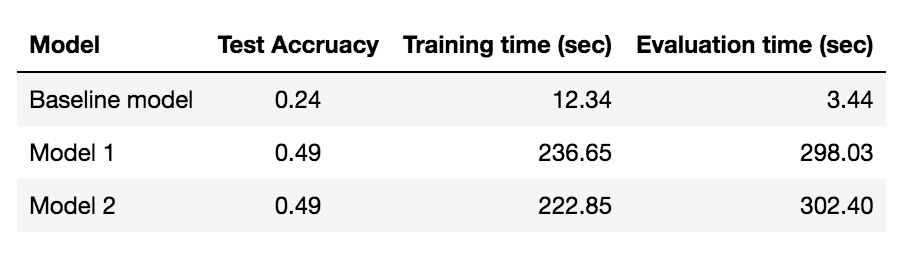 Model Test Accruacy Training time (sec) Evaluation time (sec)
Baseline model 0.24 12.34 3.44
Model 1 0.49 236.65 298.03
Model 2 0.49 222.85 302.40